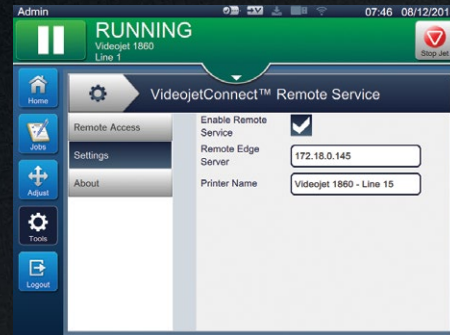 Admin
07:46 08/12/201
RUNNING
Videojet 1860
Line 1
Stop Jet
VideojetConnect™ Remote Service
Home
Jobs
Adjust
Tools
Logout
Remote Access
Settings
About
Enable Remote
Service
Remote Edge
Server
172.18.0.145
Printer Name
Videojet 1860 - Line 15